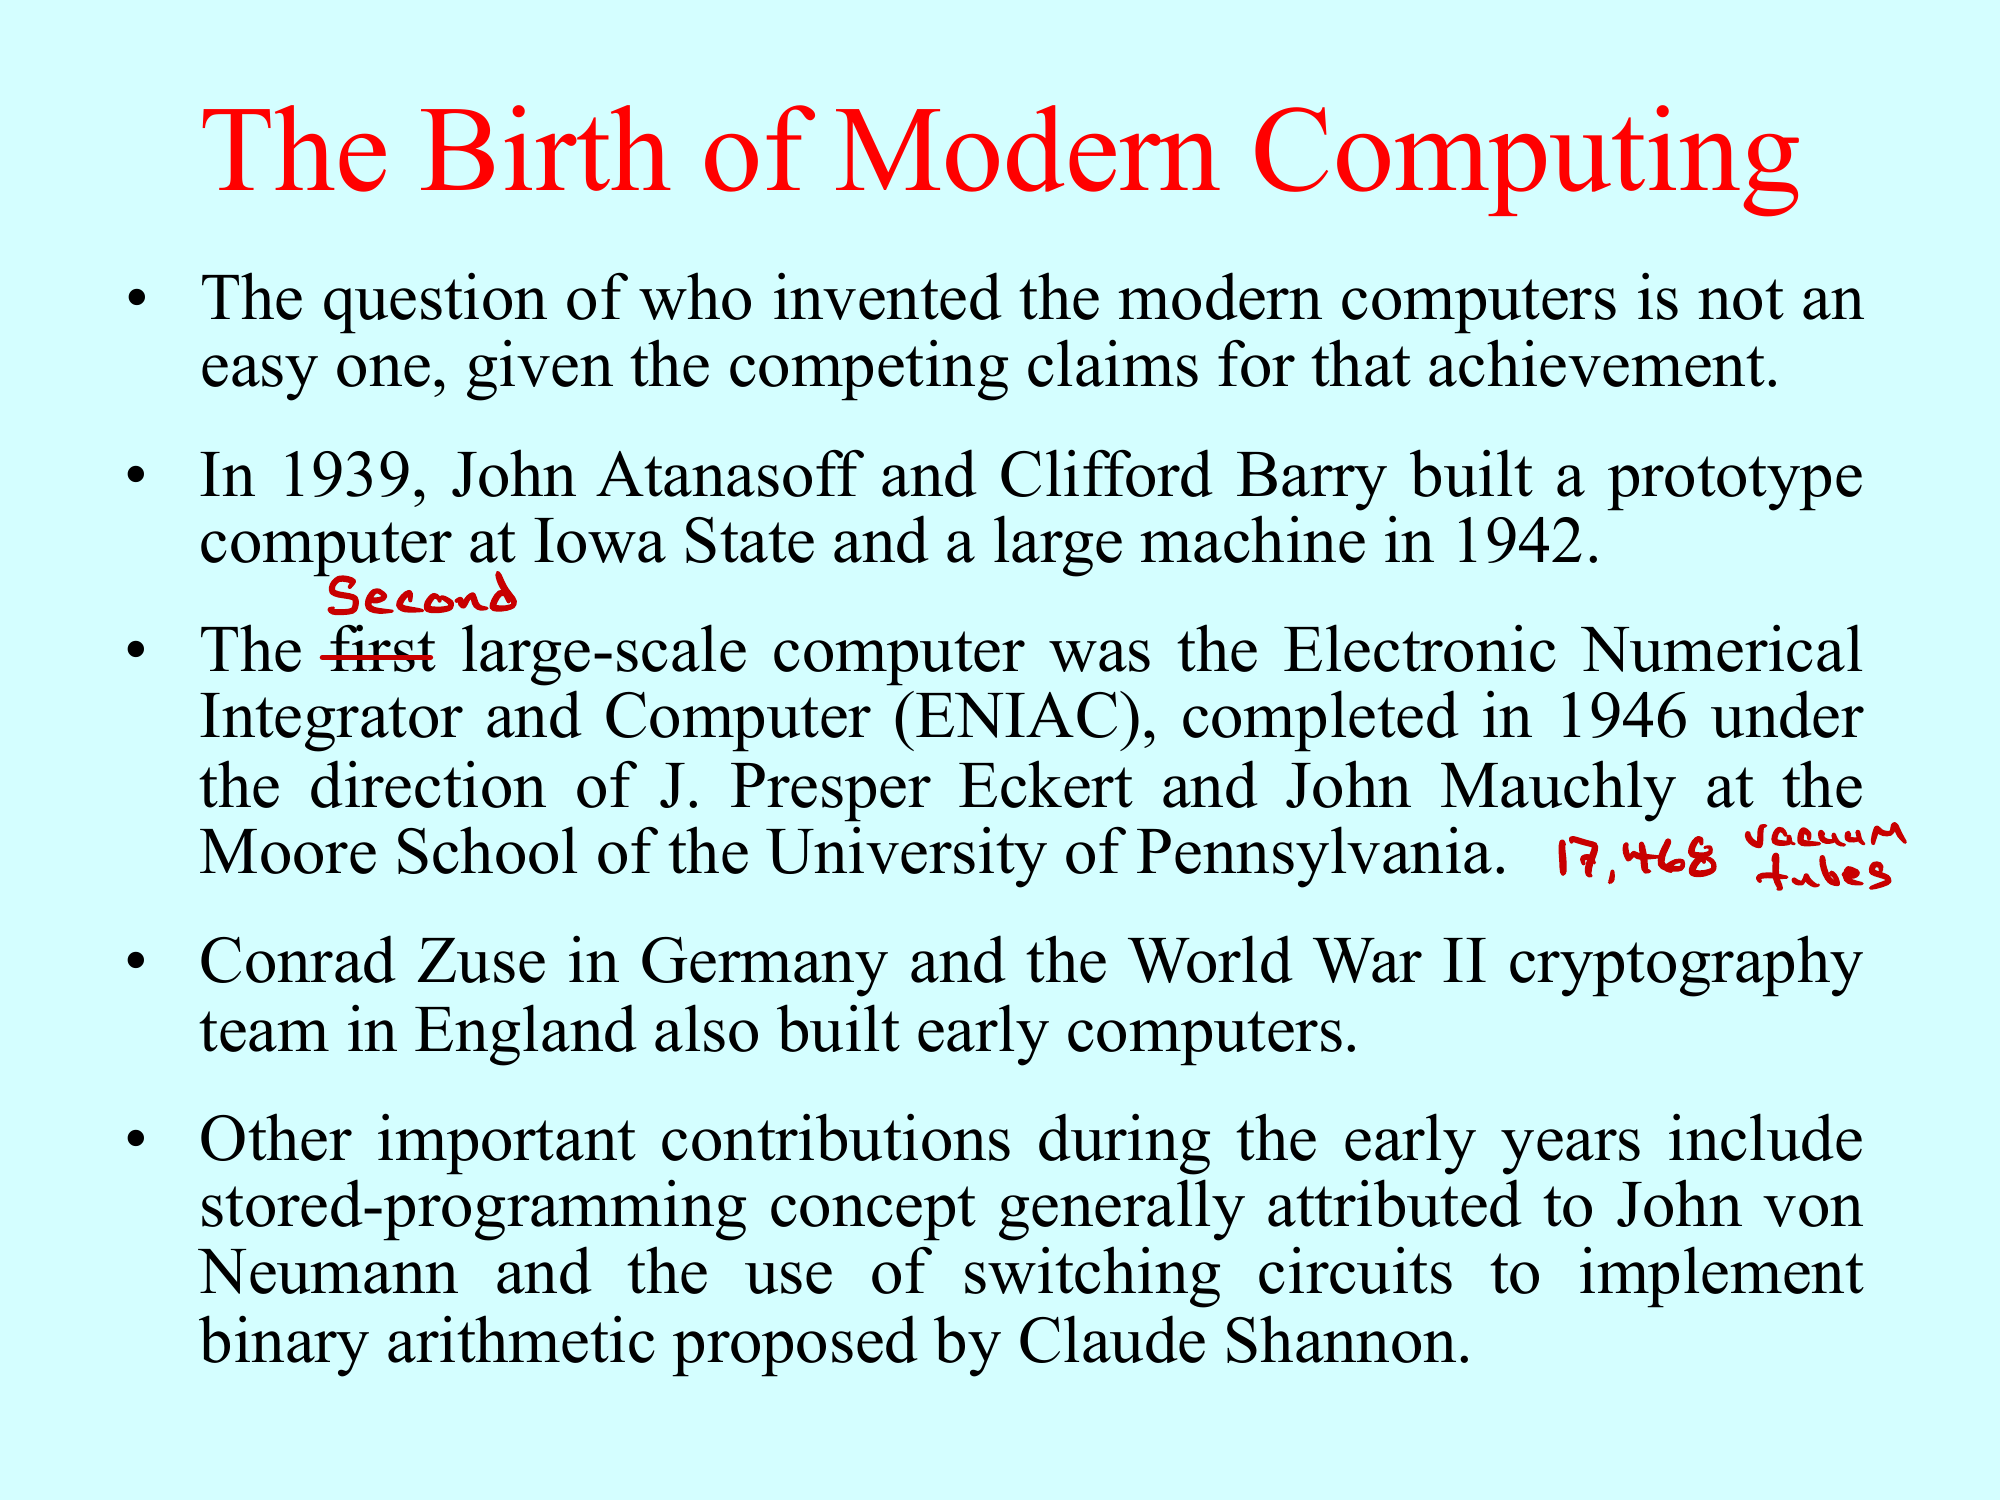 The Birth of Modern Computing
• The question of who invented the modern computers is not an
easy one, given the competing claims for that achievement.
• In 1939, John Atanasoff and Clifford Barry built a prototype
computer at Iowa State and a large machine in 1942.
Second
• The first large-scale computer was the Electronic Numerical
Integrator and Computer (ENIAC), completed in 1946 under
the direction of J. Presper Eckert and John Mauchly at the
Moore School of the University of Pennsylvania. 17,468 vacuum
tubes
• Conrad Zuse in Germany and the World War II cryptography
team in England also built early computers.
• Other important contributions during the early years include
stored-programming concept generally attributed to John von
Neumann and the use of switching circuits to implement
binary arithmetic proposed by Claude Shannon.